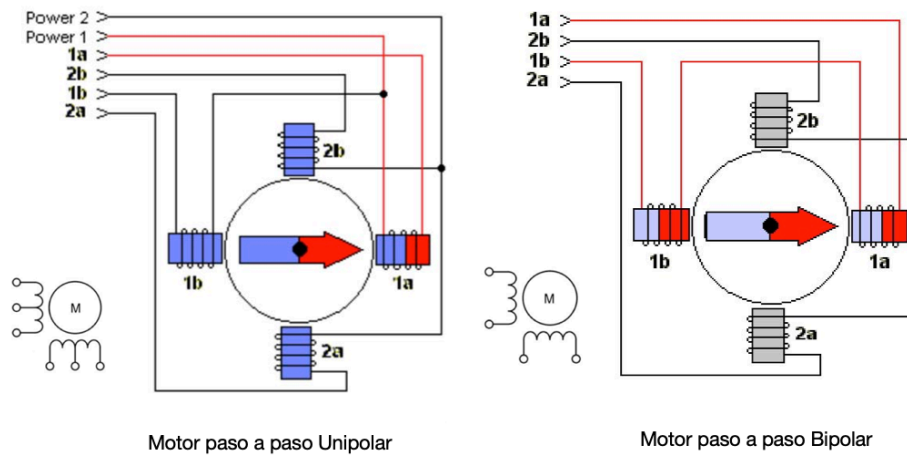 Power 2
Power 1
1a
2b
1b
2a
2b
1b
1a
2a
M
Motor paso a paso Unipolar
1a
2b
1b
2a
2b
1b
1a
2a
M
Motor paso a paso Bipolar